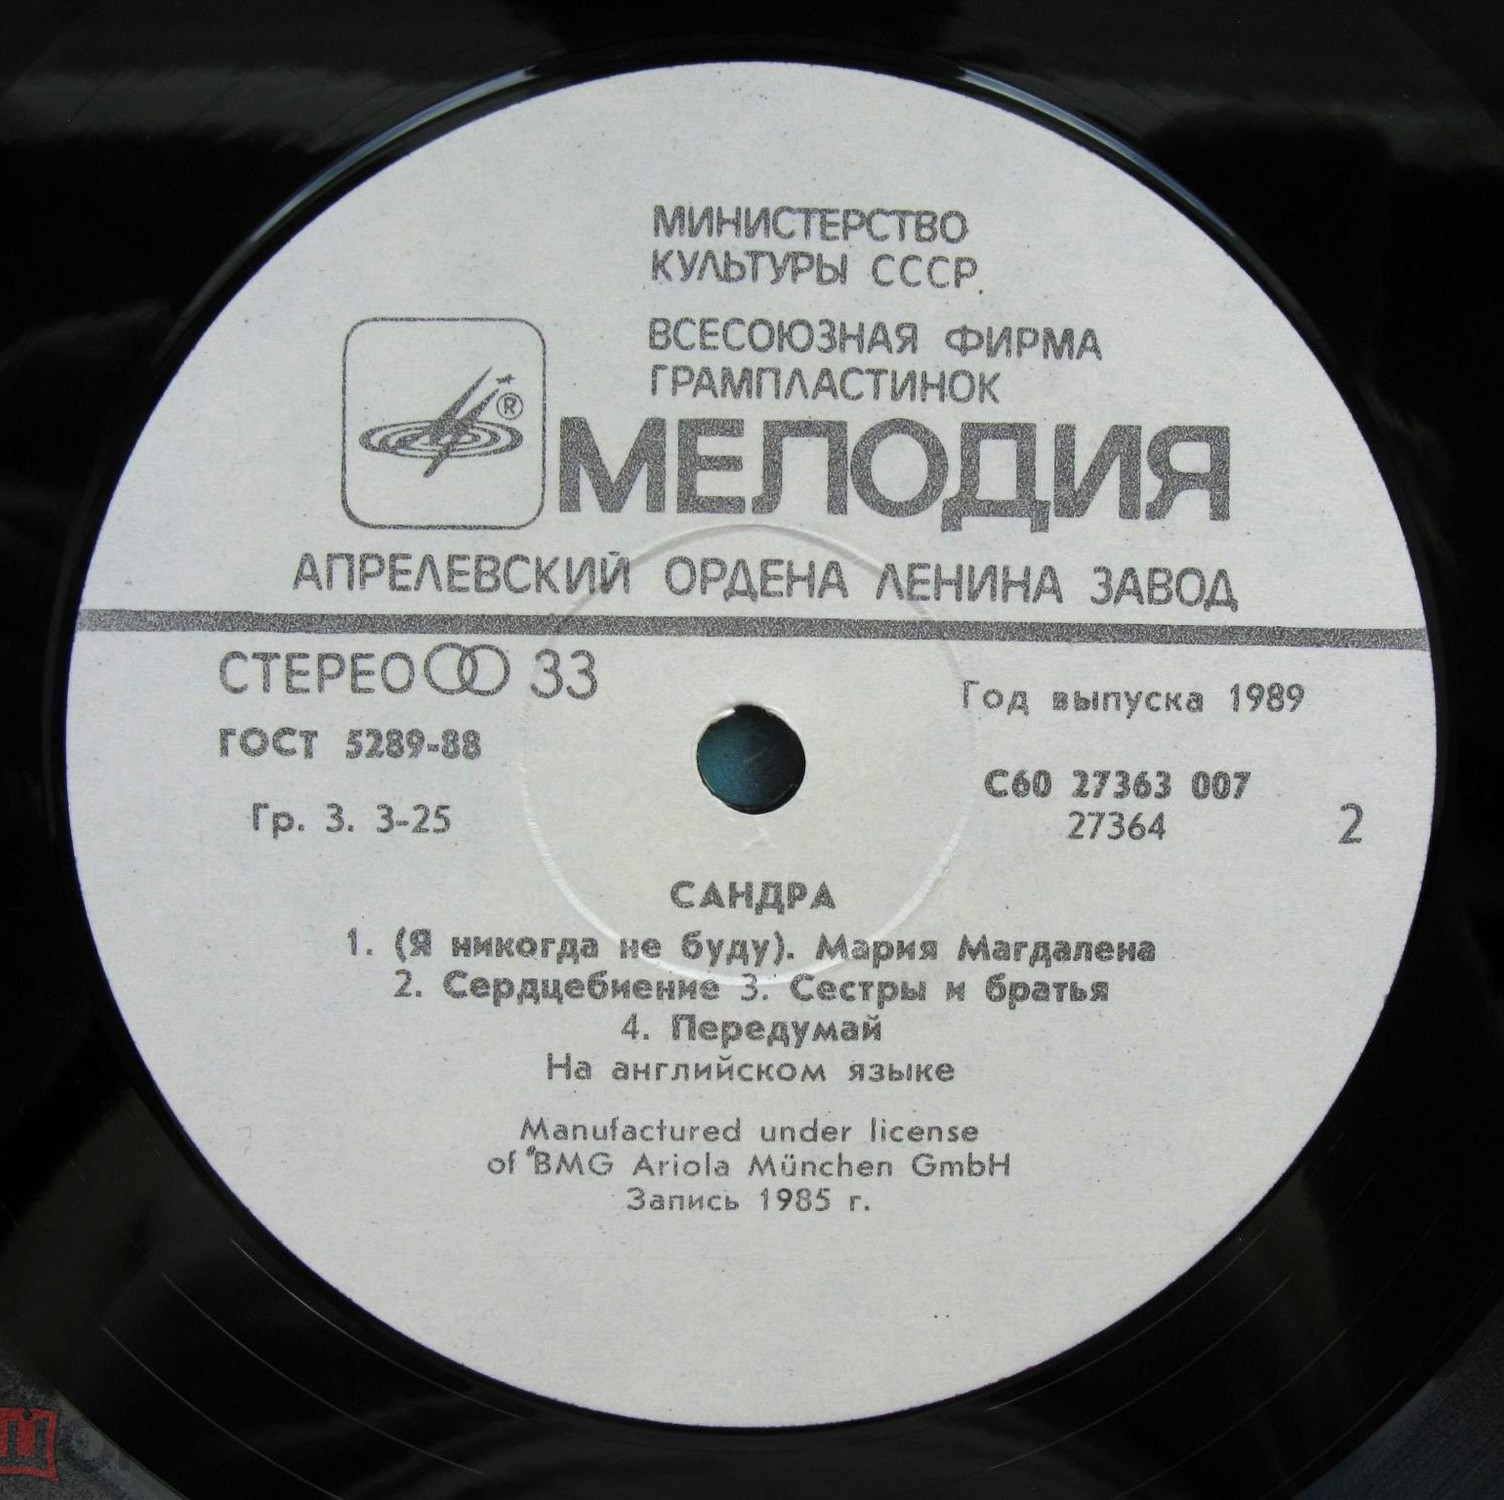 МИНИСТЕРСТВО
КУЛЬТУРЫ СССР
ВСЕСОЮЗНАЯ ФИРМА
ГРАМПЛАСТИНОК
®
МЕЛОДИЯ
АПРЕЛЕВСКИЙ ОРДЕНА ЛЕНИНА ЗАВОД
СТЕРЕО 33
ГОСТ 5289-88
Гр. 3. 3-25
Год выпуска 1989
С60 27363 007
27364
2
САНДРА
1. (Я никогда не буду). Мария Магдалена
2. Сердцебиение 3. Сестры и братья
4. Передумай
На английском языке
Manufactured under license
of "BMG Ariola München GmbH
Запись 1985 г.